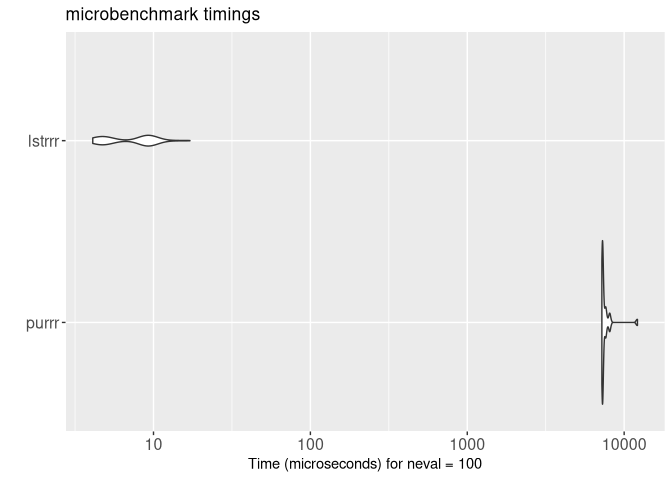 microbenchmark timings
lstrrr
purrr
10 100 1000 10000
Time (microseconds) for neval = 100